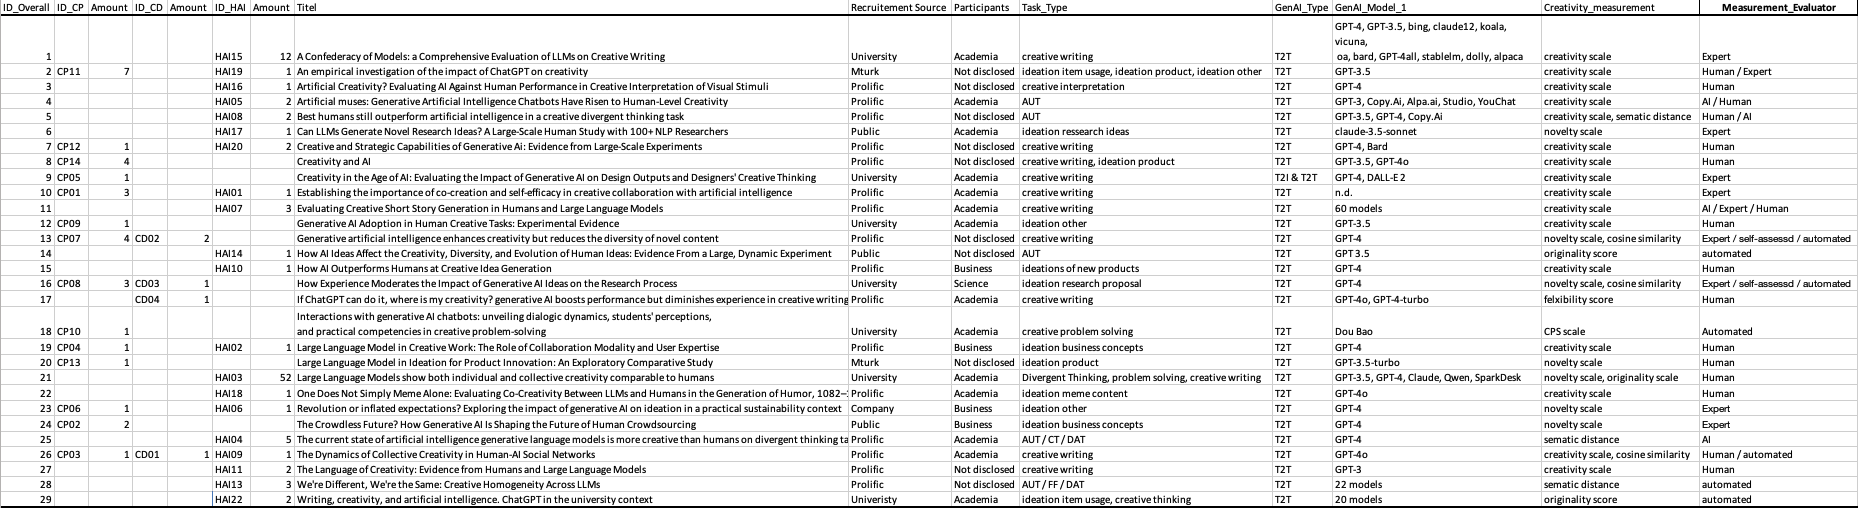 ID_Overall ID_CP Amount ID_CD Amount ID_HAI Amount Titel Recruitement Source Participants Task_Type GenAI_Type GenAI_Model_1 Creativity_measurement Measurement_Evaluator
GPT-4, GPT-3.5, bing, claude12, koala,
vicuna,
1 HAI15 12 A Confederacy of Models: a Comprehensive Evaluation of LLMs on Creative Writing University Academia creative writing T2T oa, bard, GPT-4all, stablelm, dolly, alpaca creativity scale Expert
2 CP11 7 HAI19 1 An empirical investigation of the impact of ChatGPT on creativity Mturk Not disclosed ideation item usage, ideation product, ideation other T2T GPT-3.5 creativity scale Human / Expert
3 HAI16 1 Artificial Creativity? Evaluating AI Against Human Performance in Creative Interpretation of Visual Stimuli Prolific Not disclosed creative interpretation T2T GPT-4 creativity scale Human
4 HAI05 2 Artificial muses: Generative Artificial Intelligence Chatbots Have Risen to Human-Level Creativity Prolific Academia AUT T2T GPT-3, Copy.Ai, Alpa.ai, Studio, YouChat creativity scale AI / Human
5 HAI08 2 Best humans still outperform artificial intelligence in a creative divergent thinking task Prolific Not disclosed AUT T2T GPT-3.5, GPT-4, Copy.Ai creativity scale, sematic distance Human / AI
6 HAI17 1 Can LLMs Generate Novel Research Ideas? A Large-Scale Human Study with 100+ NLP Researchers Public Academia ideation ressearch ideas T2T claude-3.5-sonnet novelty scale Expert
7 CP12 1 HAI20 2 Creative and Strategic Capabilities of Generative Ai: Evidence from Large-Scale Experiments Prolific Not disclosed creative writing T2T GPT-4, Bard creativity scale Human
8 CP14 4 Creativity and AI Prolific Not disclosed creative writing, ideation product T2T GPT-3.5, GPT-4o creativity scale Human
9 CP05 1 Creativity in the Age of AI: Evaluating the Impact of Generative AI on Design Outputs and Designers' Creative Thinking University Academia creative writing T2I & T2T GPT-4, DALL-E 2 creativity scale Expert
10 CP01 3 HAI01 1 Establishing the importance of co-creation and self-efficacy in creative collaboration with artificial intelligence Prolific Academia creative writing T2T n.d. creativity scale Expert
11 HAI07 3 Evaluating Creative Short Story Generation in Humans and Large Language Models Prolific Academia creative writing T2T 60 models creativity scale AI / Expert / Human
12 CP09 1 Generative AI Adoption in Human Creative Tasks: Experimental Evidence University Academia ideation other T2T GPT-3.5 creativity scale Human
13 CP07 4 CD02 2 Generative artificial intelligence enhances creativity but reduces the diversity of novel content Prolific Not disclosed creative writing T2T GPT-4 novelty scale, cosine similarity Expert / self-assessd / automated
14 HAI14 1 How AI Ideas Affect the Creativity, Diversity, and Evolution of Human Ideas: Evidence From a Large, Dynamic Experiment Public Not disclosed AUT T2T GPT 3.5 originality score automated
15 HAI10 1 How AI Outperforms Humans at Creative Idea Generation Prolific Business ideations of new products T2T GPT-4 creativity scale Human
16 CP08 3 CD03 1 How Experience Moderates the Impact of Generative AI Ideas on the Research Process University Science ideation research proposal T2T GPT-4 novelty scale, cosine similarity Expert / self-assessd / automated
17 CD04 1 If ChatGPT can do it, where is my creativity? generative AI boosts performance but diminishes experience in creative writing Prolific Academia creative writing T2T GPT-4o, GPT-4-turbo felxibility score Human
Interactions with generative AI chatbots: unveiling dialogic dynamics, students' perceptions,
18 CP10 1 and practical competencies in creative problem-solving University Academia creative problem solving T2T Dou Bao CPS scale Automated
19 CP04 1 HAI02 1 Large Language Model in Creative Work: The Role of Collaboration Modality and User Expertise Prolific Business ideation business concepts T2T GPT-4 creativity scale Human
20 CP13 1 Large Language Model in Ideation for Product Innovation: An Exploratory Comparative Study Mturk Not disclosed ideation product T2T GPT-3.5-turbo novelty scale Human
21 HAI03 52 Large Language Models show both individual and collective creativity comparable to humans University Academia Divergent Thinking, problem solving, creative writing T2T GPT-3.5, GPT-4, Claude, Qwen, SparkDesk novelty scale, originality scale Human
22 HAI18 1 One Does Not Simply Meme Alone: Evaluating Co-Creativity Between LLMs and Humans in the Generation of Humor, 1082– Prolific Academia ideation meme content T2T GPT-4o creativity scale Human
23 CP06 1 HAI06 1 Revolution or inflated expectations? Exploring the impact of generative AI on ideation in a practical sustainability context Company Business ideation other T2T GPT-4 novelty scale Expert
24 CP02 2 The Crowdless Future? How Generative AI Is Shaping the Future of Human Crowdsourcing Public Business ideation business concepts T2T GPT-4 novelty scale Expert
25 HAI04 5 The current state of artificial intelligence generative language models is more creative than humans on divergent thinking ta Prolific Academia AUT / CT / DAT T2T GPT-4 sematic distance AI
26 CP03 1 CD01 1 HAI09 1 The Dynamics of Collective Creativity in Human-AI Social Networks Prolific Academia creative writing T2T GPT-4o creativity scale, cosine similarity Human / automated
27 HAI11 2 The Language of Creativity: Evidence from Humans and Large Language Models Prolific Not disclosed creative writing T2T GPT-3 creativity scale Human
28 HAI13 3 We're Different, We're the Same: Creative Homogeneity Across LLMs Prolific Not disclosed AUT / FF / DAT T2T 22 models sematic distance automated
29 HAI22 2 Writing, creativity, and artificial intelligence. ChatGPT in the university context Univeristy Academia ideation item usage, creative thinking T2T 20 models originality score automated